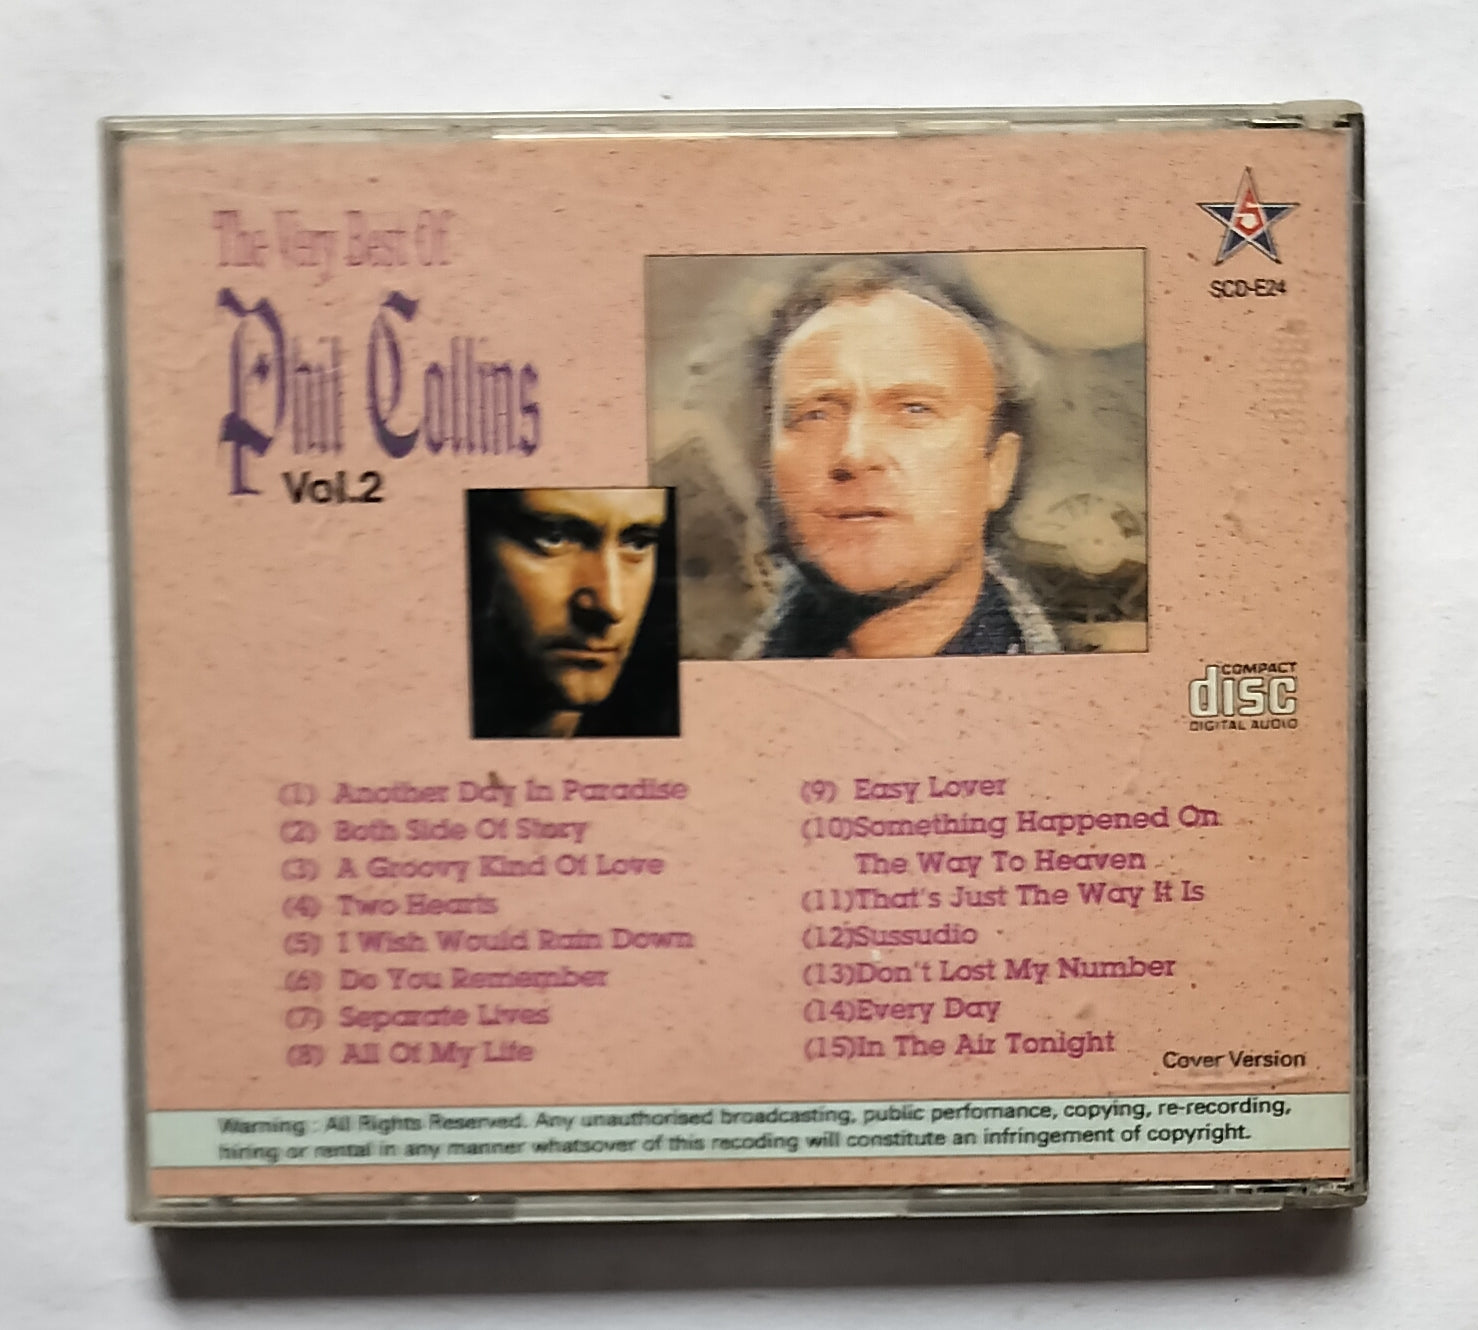 The Very Best Of
Phil Collins
Vol.2
5
SCD-E24
COMPACT
disc
DIGITAL AUDIO
(1) Another Day In Paradise
(2) Both Side Of Story
(3) A Groovy Kind Of Love
(4) Two Hearts
(5) I Wish Would Rain Down
(6) Do You Remember
(7) Separate Lives
(8) All Of My Life
(9) Easy Lover
(10)Something Happened On
The Way To Heaven
(11)That's Just The Way It Is
(12)Sussudio
(13)Don't Lost My Number
(14)Every Day
(15)In The Air Tonight
Cover Version
Warning : All Rights Reserved. Any unauthorised broadcasting, public perfomance, copying, re-recording,
hiring or rental in any manner whatsover of this recoding will constitute an infringement of copyright.